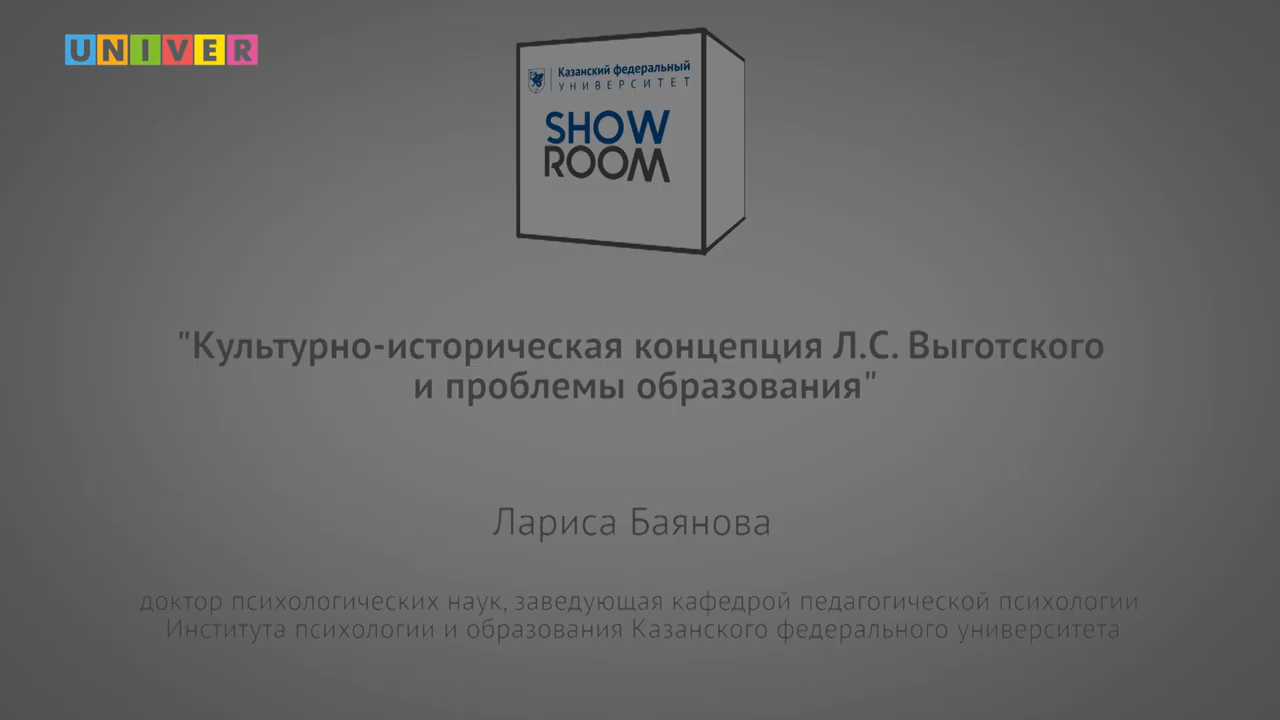 UNIVER
Казанский федеральный
УНИВЕРСИТЕТ
SHOW
ROOM
"Культурно-историческая концепция Л.С. Выготского
и проблемы образования"
Лариса Баянова
доктор психологических наук, заведующая кафедрой педагогической психологии
Института психологии и образования Казанского федерального университета